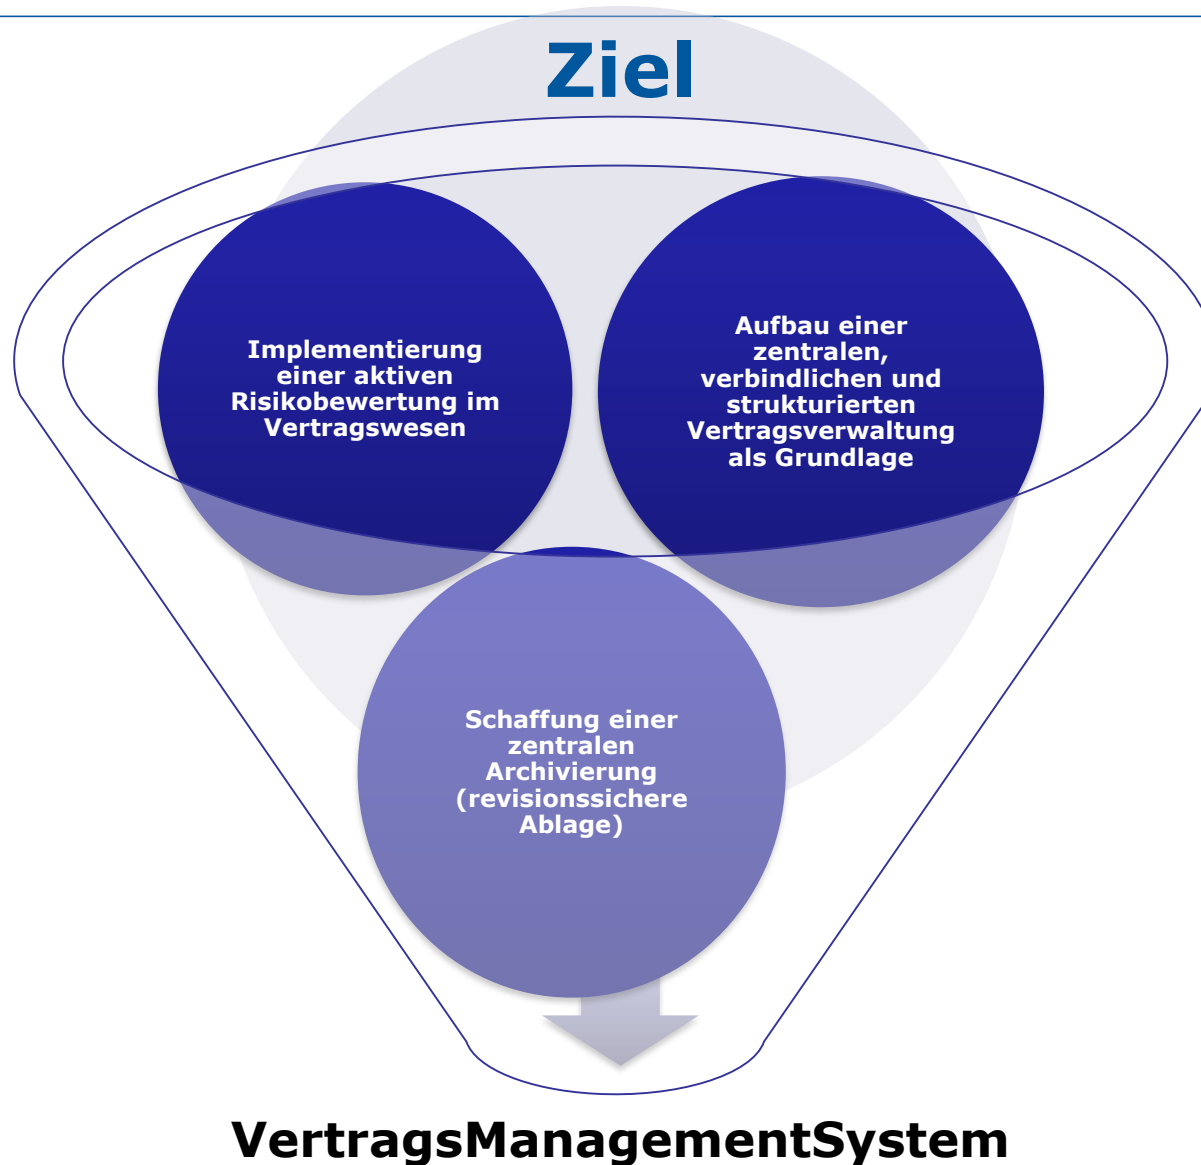 Ziel
Implementierung
einer aktiven
Risikobewertung im
Vertragswesen
Aufbau einer
zentralen,
verbindlichen und
strukturierten
Vertragsverwaltung
als Grundlage
Schaffung einer
zentralen
Archivierung
(revisionssichere
Ablage)
VertragsManagementSystem